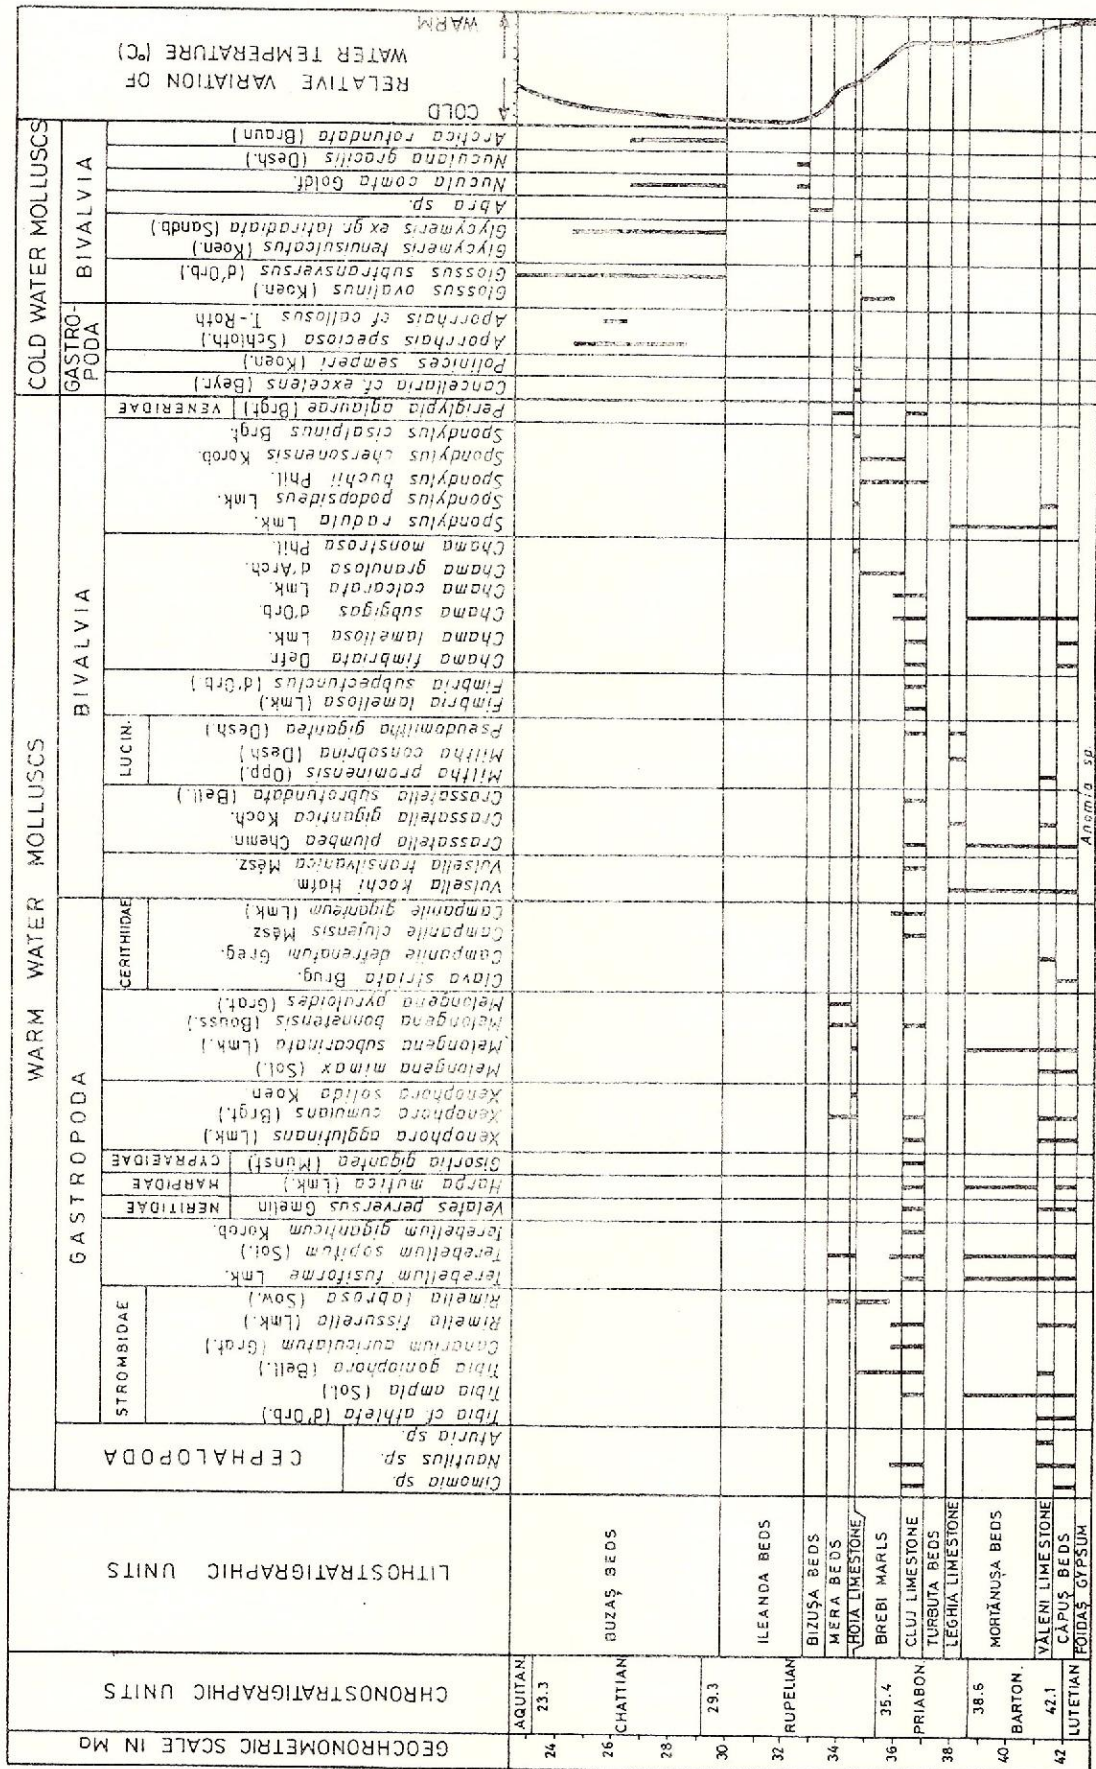 GEOCHRONOMETRIC SCALE IN Ma
CHRONOSTRATIGRAPHIC UNITS
LITHOSTRATIGRAPHIC UNITS
WARM WATER MOLLUSCS
COLD WATER MOLLUSCS
CEPHALOPODA
GASTROPODA
BIVALVIA
GASTRO-
PODA
BIVALVIA
RELATIVE VARIATION OF
WATER TEMPERATURE (°C)
COLD
WARM
STROMBIDAE
NERITIDAE
HARPIDAE
CYPRAEIDAE
CERITHIIDAE
LUCIN.
VENERIDAE
Cimomia sp.
Nautilus sp.
Aturia sp.
Tibia cf. athleta (d'Orb.)
Tibia ampla (Sol.)
Tibia goniophora (Bell.)
Canarium auriculatum (Grat.)
Rimella fissurella (Lmk.)
Rimella labrosa (Sow.)
Terebellum fusiforme Lmk.
Terebellum sopitum (Sol.)
Terebellum giganticum Korob.
Velates perversus Gmelin
Harpa mutica (Lmk.)
Gisortia gigantea (Münst.)
Xenophora agglutinans (Lmk.)
Xenophora cumulans (Brgt.)
Xenophora solida Koen
Melongena mimax (Sol.)
Melongena subcarinata (Lmk.)
Melongena bonnetensis (Bouss.)
Melongena pyruloides (Grat.)
Clava striata Brug.
Campanile defrenatum Greg.
Campanile clujensis Mész
Campanile giganteum (Lmk.)
Vulsella kochi Hofm
Vulsella transilvanica Mész.
Crassatella plumbea Chemn
Crassatella gigantica Koch.
Crassatella subrotundata (Bell.)
Miltha prominensis (Opp.)
Miltha consobrina (Desh)
Pseudomiltha gigantea (Desh.)
Fimbria lamellosa (Lmk.)
Fimbria subpectunclus (d'Orb.)
Chama fimbriata Defr.
Chama lamellosa Lmk.
Chama subgigas d'Orb.
Chama calcarata Lmk.
Chama granulosa d'Arch.
Chama monstrosa Phil.
Spondylus radula Lmk.
Spondylus podopsideus Lmk.
Spondylus buchii Phil.
Spondylus chersonensis Korob.
Spondylus cisalpinus Brgt.
Periglypta aglaurae (Brgt)
Cancellaria cf. excelens (Beyr.)
Polinices semperi (Koen.)
Aporrhais speciosa (Schloth.)
Aporrhais cf callosus T.-Roth
Glossus ovalinus (Koen.)
Glossus subtransversus (d'Orb.)
Glycymeris tenuisulcatus (Koen.)
Glycymeris ex gr. latiradiata (Sandb.)
Abra sp.
Nucula comta Goldf.
Nuculana gracilis (Desh.)
Arctica rotundata (Braun)
24
26
28
30
32
34
36
38
40
42
AQUITAN.
23.3
CHATTIAN
29.3
RUPELIAN
35.4
PRIABON.
38.6
BARTON.
42.1
LUTETIAN
BUZAȘ BEDS
ILEANDA BEDS
BIZUȘA BEDS
MERA BEDS
HOIA LIMESTONE
BREBI MARLS
CLUJ LIMESTONE
TURBUTA BEDS
LEGHIA LIMESTONE
MORTĂNUȘA BEDS
VĂLENI LIMESTONE
CĂPUȘ BEDS
FOIDAȘ GYPSUM
Anomia sp.